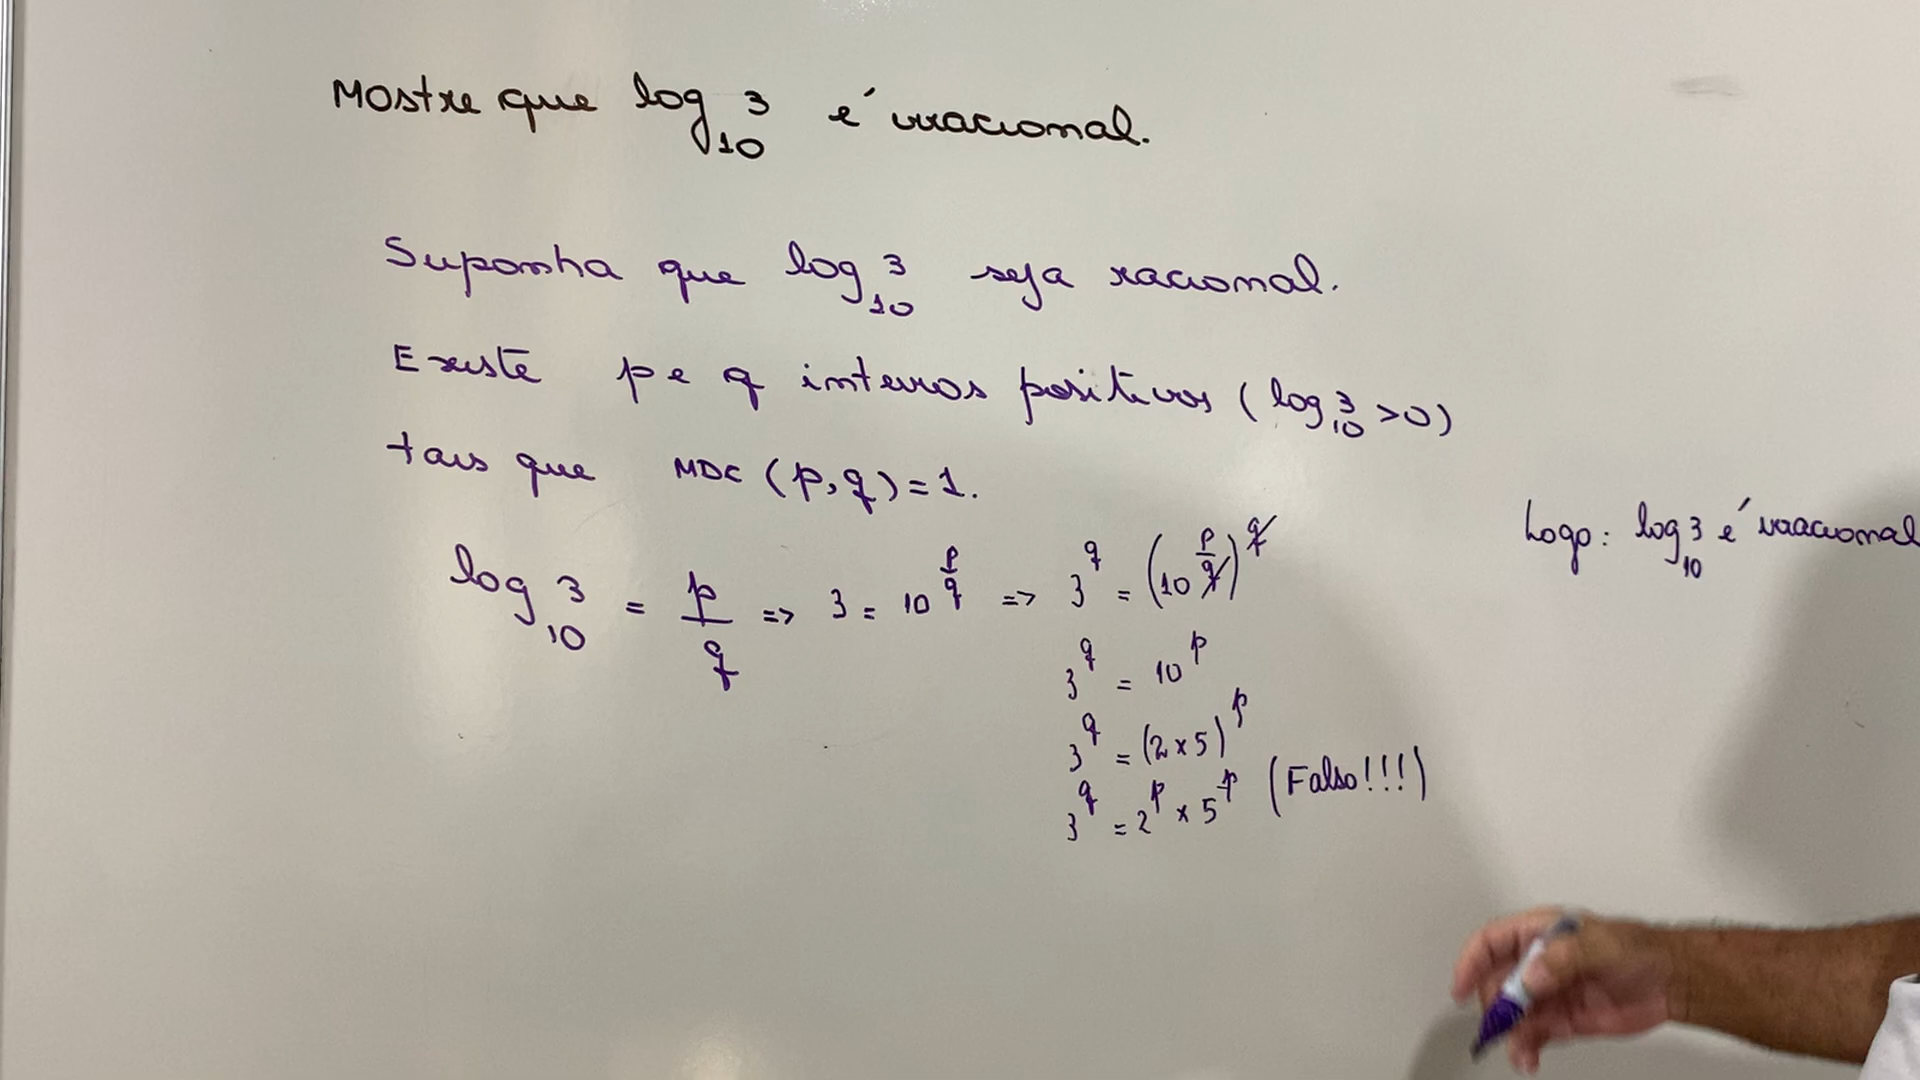 Mostre que log₁₀ 3 é irracional.
Suponha que log₁₀ 3 seja racional.
Existe p e q inteiros positivos (log₁₀ 3 > 0)
tais que MDC (p,q) = 1.
log₁₀ 3 = p/q => 3 = 10^(p/q) => 3^q = (10^(p/q))^q
3^q = 10^p
3^q = (2 x 5)^p
3^q = 2^p x 5^p (Falso!!!)
Logo: log₁₀ 3 é irracional